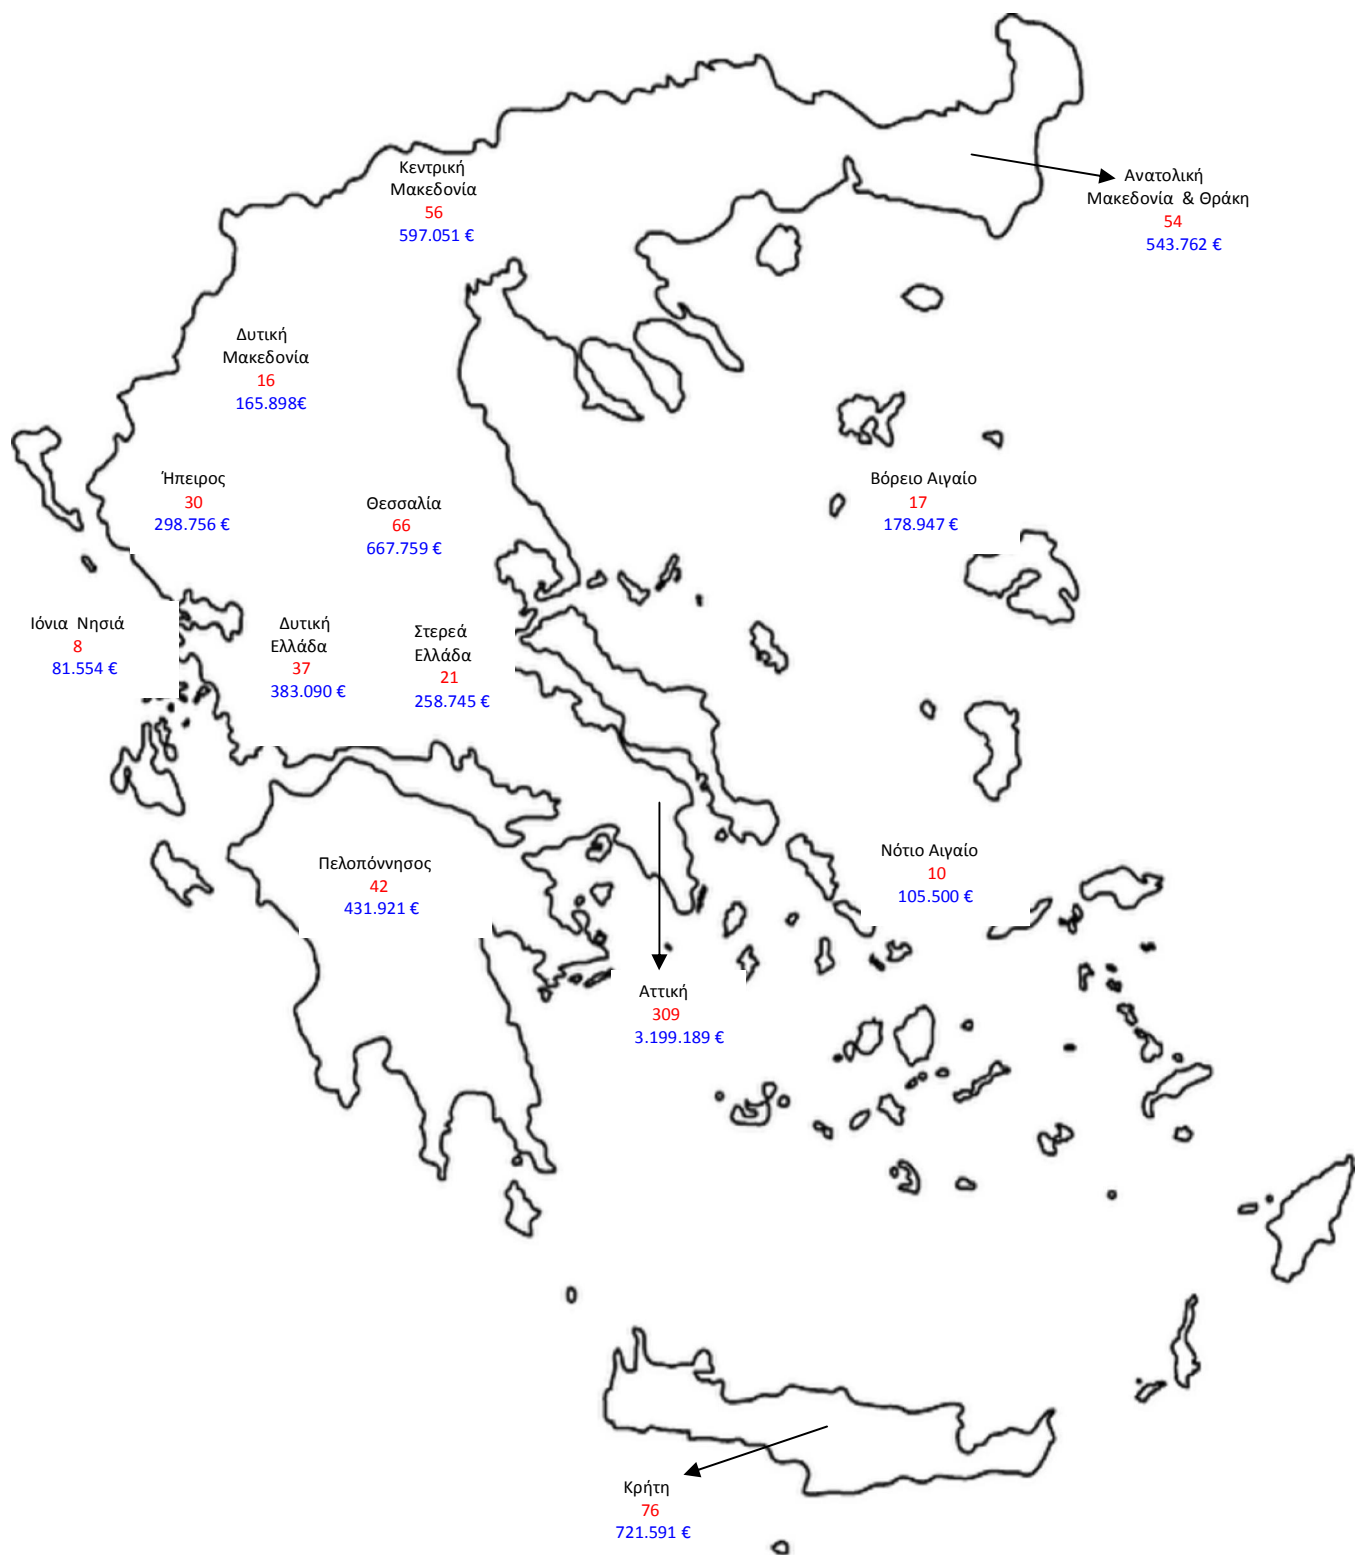 Κεντρική
Μακεδονία
56
597.051 €
Ανατολική
Μακεδονία & Θράκη
54
543.762 €
Δυτική
Μακεδονία
16
165.898€
Ήπειρος
30
298.756 €
Θεσσαλία
66
667.759 €
Βόρειο Αιγαίο
17
178.947 €
Ιόνια Νησιά
8
81.554 €
Δυτική
Ελλάδα
37
383.090 €
Στερεά
Ελλάδα
21
258.745 €
Πελοπόννησος
42
431.921 €
Νότιο Αιγαίο
10
105.500 €
Αττική
309
3.199.189 €
Κρήτη
76
721.591 €